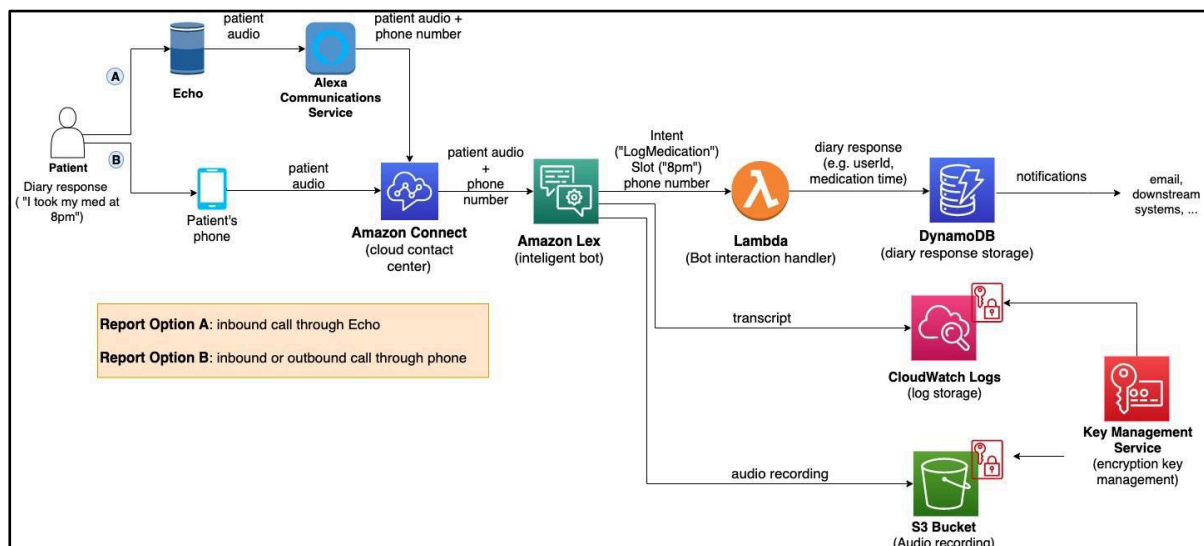 patient
audio
patient audio +
phone number
A
Echo
Alexa
Communications
Service
Patient
Diary response
( "I took my med at
8pm")
B
Patient's
phone
patient
audio
Amazon Connect
(cloud contact
center)
patient audio
+
phone
number
Amazon Lex
(inteligent bot)
Intent
("LogMedication")
Slot ("8pm")
phone number
Lambda
(Bot interaction handler)
diary response
(e.g. userId,
medication time)
DynamoDB
(diary response storage)
notifications
email,
downstream
systems, ...
Report Option A: inbound call through Echo
Report Option B: inbound or outbound call through phone
transcript
CloudWatch Logs
(log storage)
Key Management
Service
(encryption key
management)
audio recording
S3 Bucket
(Audio recording)